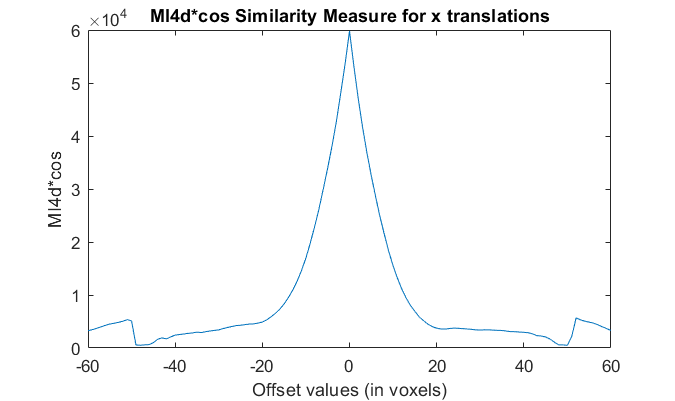 MI4d*cos Similarity Measure for x translations
×10⁴
6
5
4
3
2
1
0
MI4d*cos
-60 -40 -20 0 20 40 60
Offset values (in voxels)